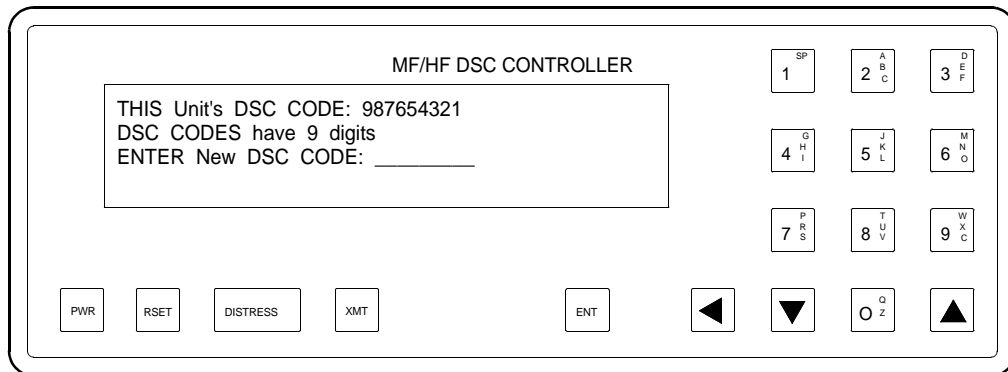 MF/HF DSC CONTROLLER
THIS Unit's DSC CODE: 987654321
DSC CODES have 9 digits
ENTER New DSC CODE: _________
1 SP
2 A B C
3 D E F
4 G H I
5 J K L
6 M N O
7 P R S
8 T U V
9 W X C
PWR
RSET
DISTRESS
XMT
ENT
O Q Z